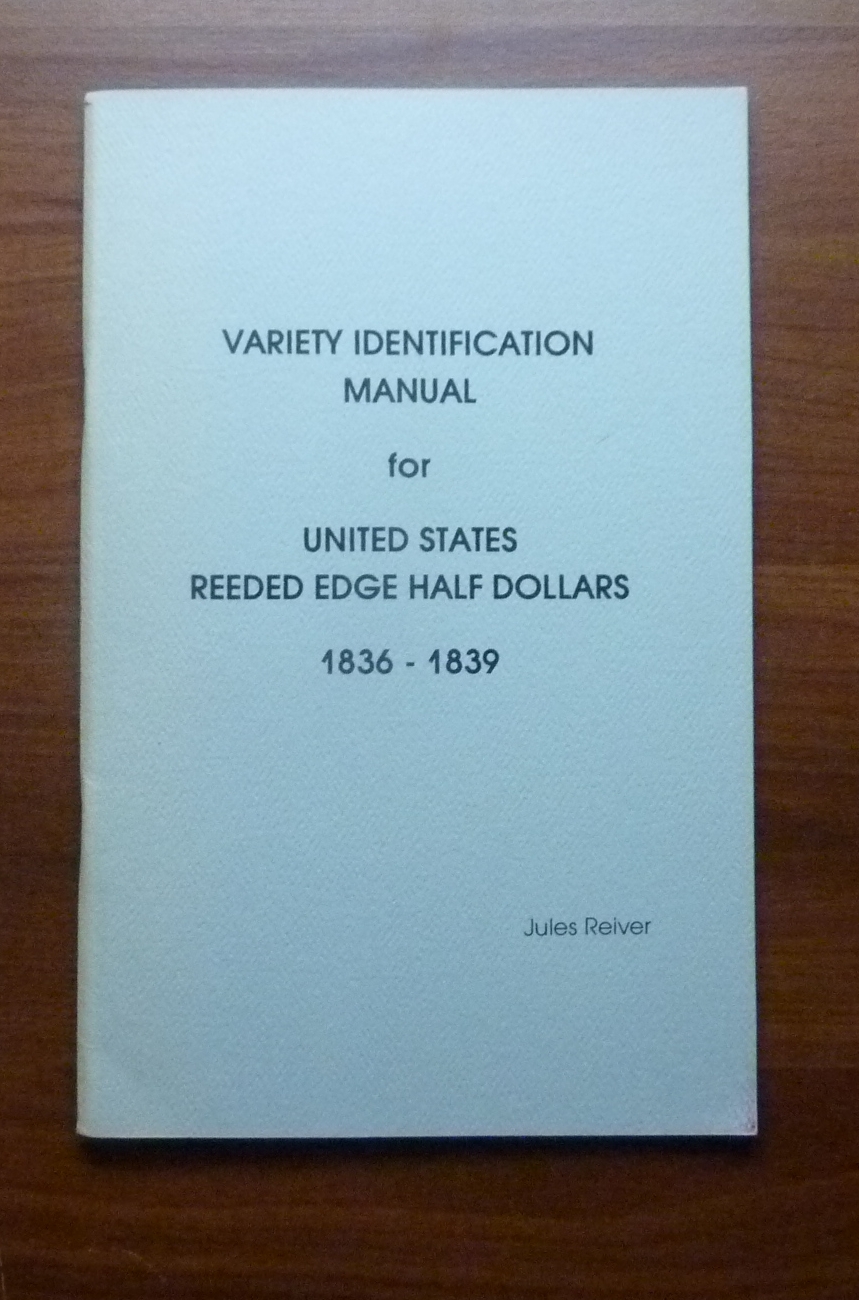 VARIETY IDENTIFICATION
MANUAL
for
UNITED STATES
REEDED EDGE HALF DOLLARS
1836 - 1839
Jules Reiver